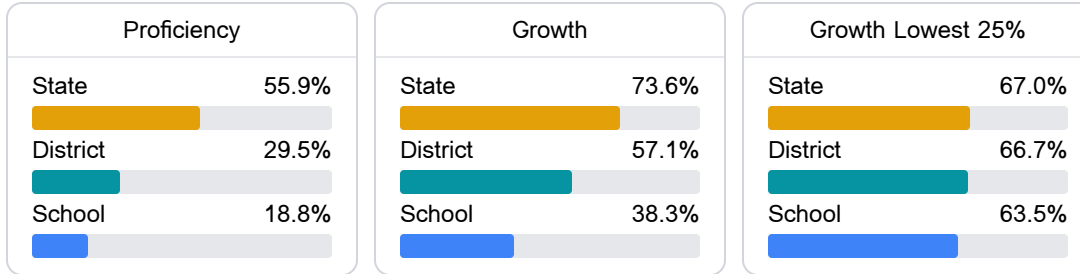 Proficiency
State 55.9%
District 29.5%
School 18.8%
Growth
State 73.6%
District 57.1%
School 38.3%
Growth Lowest 25%
State 67.0%
District 66.7%
School 63.5%